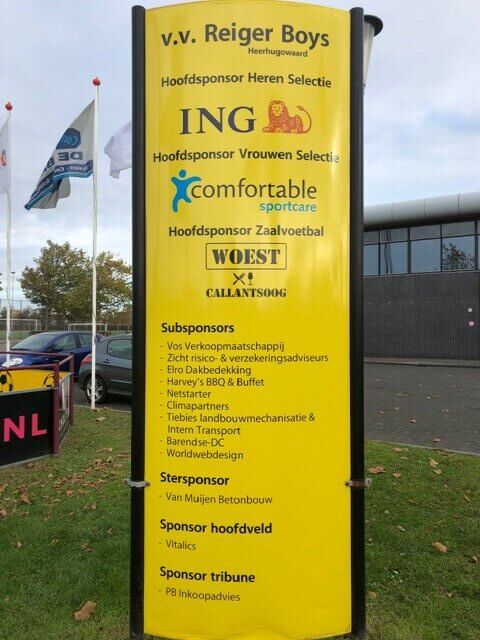 v.v. Reiger Boys
Heerhugowaard
Hoofdsponsor Heren Selectie
ING
Hoofdsponsor Vrouwen Selectie
comfortable
sportcare
Hoofdsponsor Zaalvoetbal
WOEST
CALLANTSOOG
Subsponsors
- Vos Verkoopmaatschappij
- Zicht risico- & verzekeringsadviseurs
- Elro Dakbedekking
- Harvey's BBQ & Buffet
- Netstarter
- Climapartners
- Tiebies landbouwmechanisatie &
Intern Transport
- Barendse-DC
- Worldwebdesign
Stersponsor
- Van Muijen Betonbouw
Sponsor hoofdveld
- Vitalics
Sponsor tribune
- PB Inkoopadvies
NL